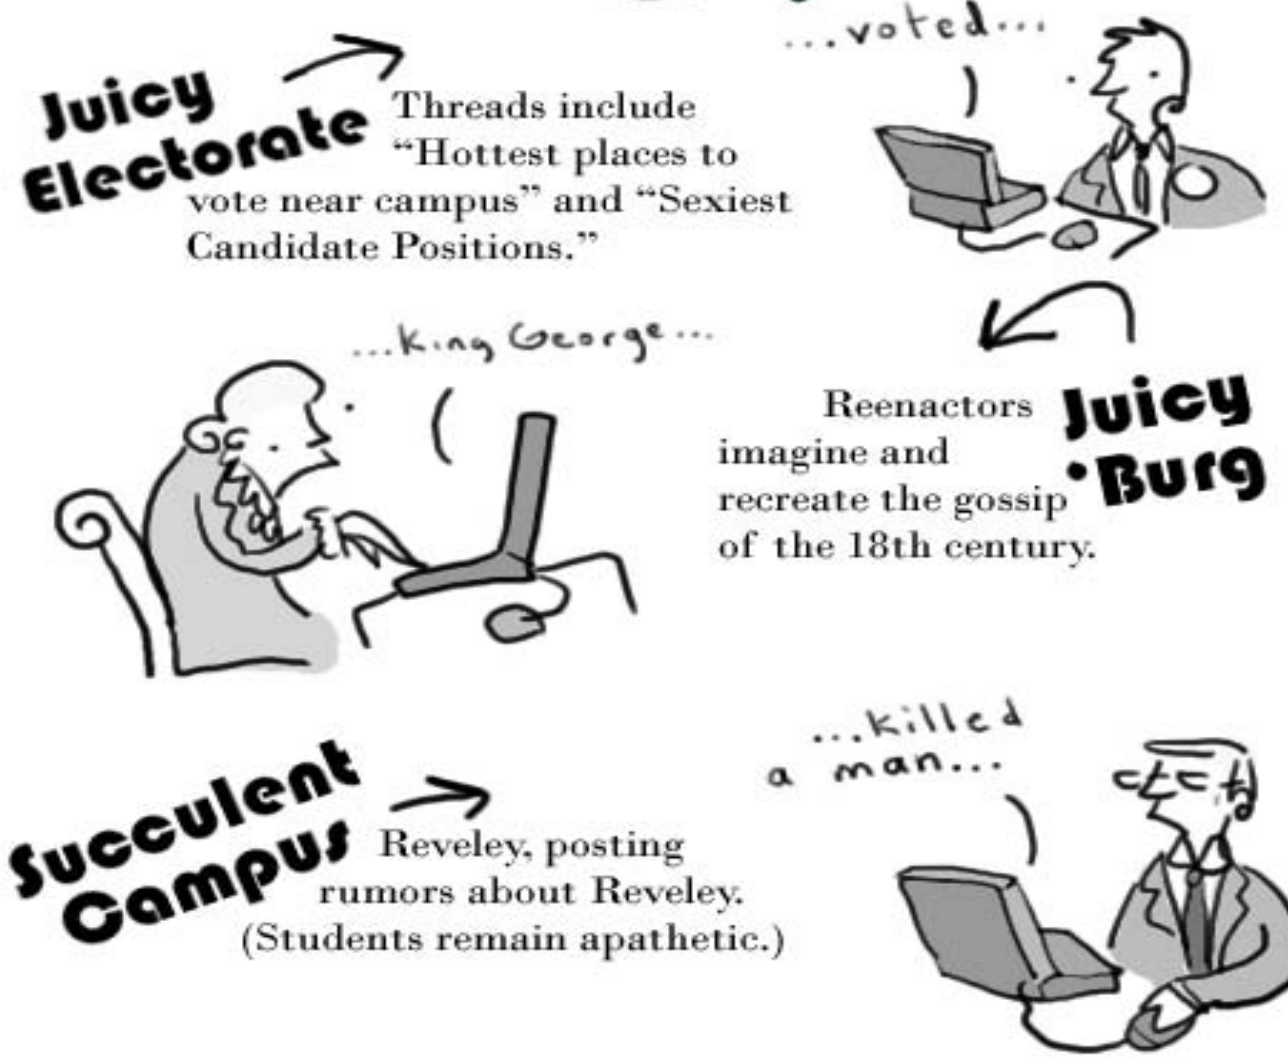 ...voted...
Juicy
Electorate
Threads include
“Hottest places to
vote near campus” and “Sexiest
Candidate Positions.”
...King George...
Juicy
'Burg
Reenactors
imagine and
recreate the gossip
of the 18th century.
...killed
a man...
Succulent
Campus
Reveley, posting
rumors about Reveley.
(Students remain apathetic.)